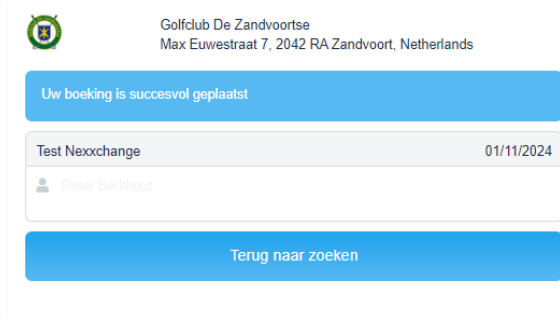 Golfclub De Zandvoortse
Max Euwestraat 7, 2042 RA Zandvoort, Netherlands
Uw boeking is succesvol geplaatst
Test Nexxchange 01/11/2024
Peter Berkhout
Terug naar zoeken